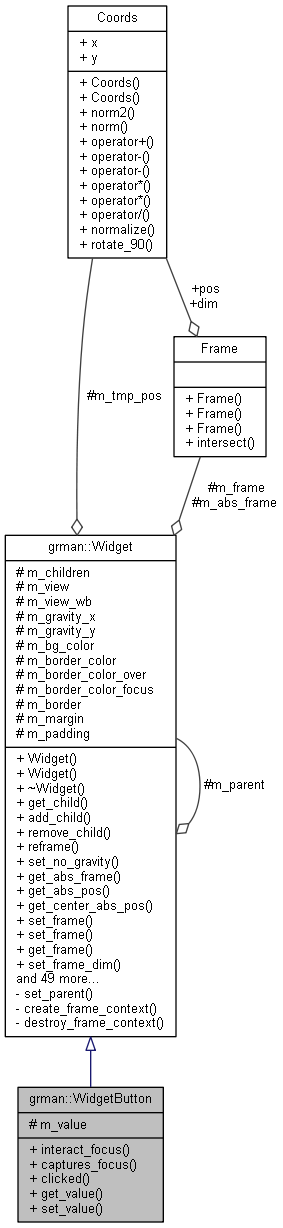 Coords
+ x
+ y
+ Coords()
+ Coords()
+ norm2()
+ norm()
+ operator+()
+ operator-()
+ operator-()
+ operator*()
+ operator*()
+ operator/()
+ normalize()
+ rotate_90()
+pos
+dim
#m_tmp_pos
Frame
+ Frame()
+ Frame()
+ Frame()
+ intersect()
#m_frame
#m_abs_frame
grman::Widget
# m_children
# m_view
# m_view_wb
# m_gravity_x
# m_gravity_y
# m_bg_color
# m_border_color
# m_border_color_over
# m_border_color_focus
# m_border
# m_margin
# m_padding
+ Widget()
+ Widget()
+ ~Widget()
+ get_child()
+ add_child()
+ remove_child()
+ reframe()
+ set_no_gravity()
+ get_abs_frame()
+ get_abs_pos()
+ get_center_abs_pos()
+ set_frame()
+ set_frame()
+ get_frame()
+ set_frame_dim()
and 49 more...
- set_parent()
- create_frame_context()
- destroy_frame_context()
#m_parent
grman::WidgetButton
# m_value
+ interact_focus()
+ captures_focus()
+ clicked()
+ get_value()
+ set_value()